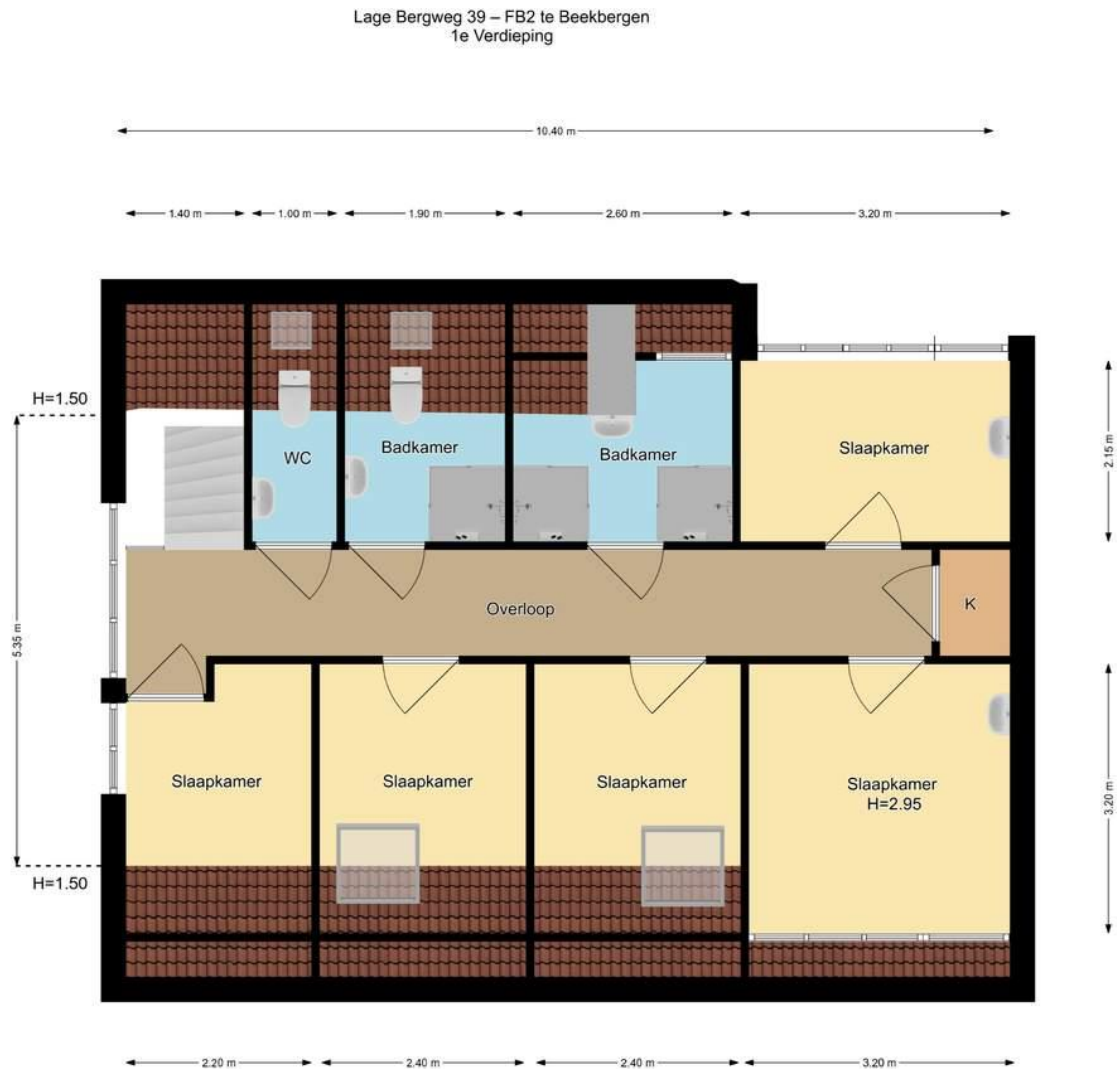 Lage Bergweg 39 – FB2 te Beekbergen
1e Verdieping
10.40 m
1.40 m
1.00 m
1.90 m
2.60 m
3.20 m
H=1.50
WC
Badkamer
Badkamer
Slaapkamer
2.15 m
5.35 m
Overloop
K
Slaapkamer
Slaapkamer
Slaapkamer
Slaapkamer
H=2.95
3.20 m
H=1.50
2.20 m
2.40 m
2.40 m
3.20 m